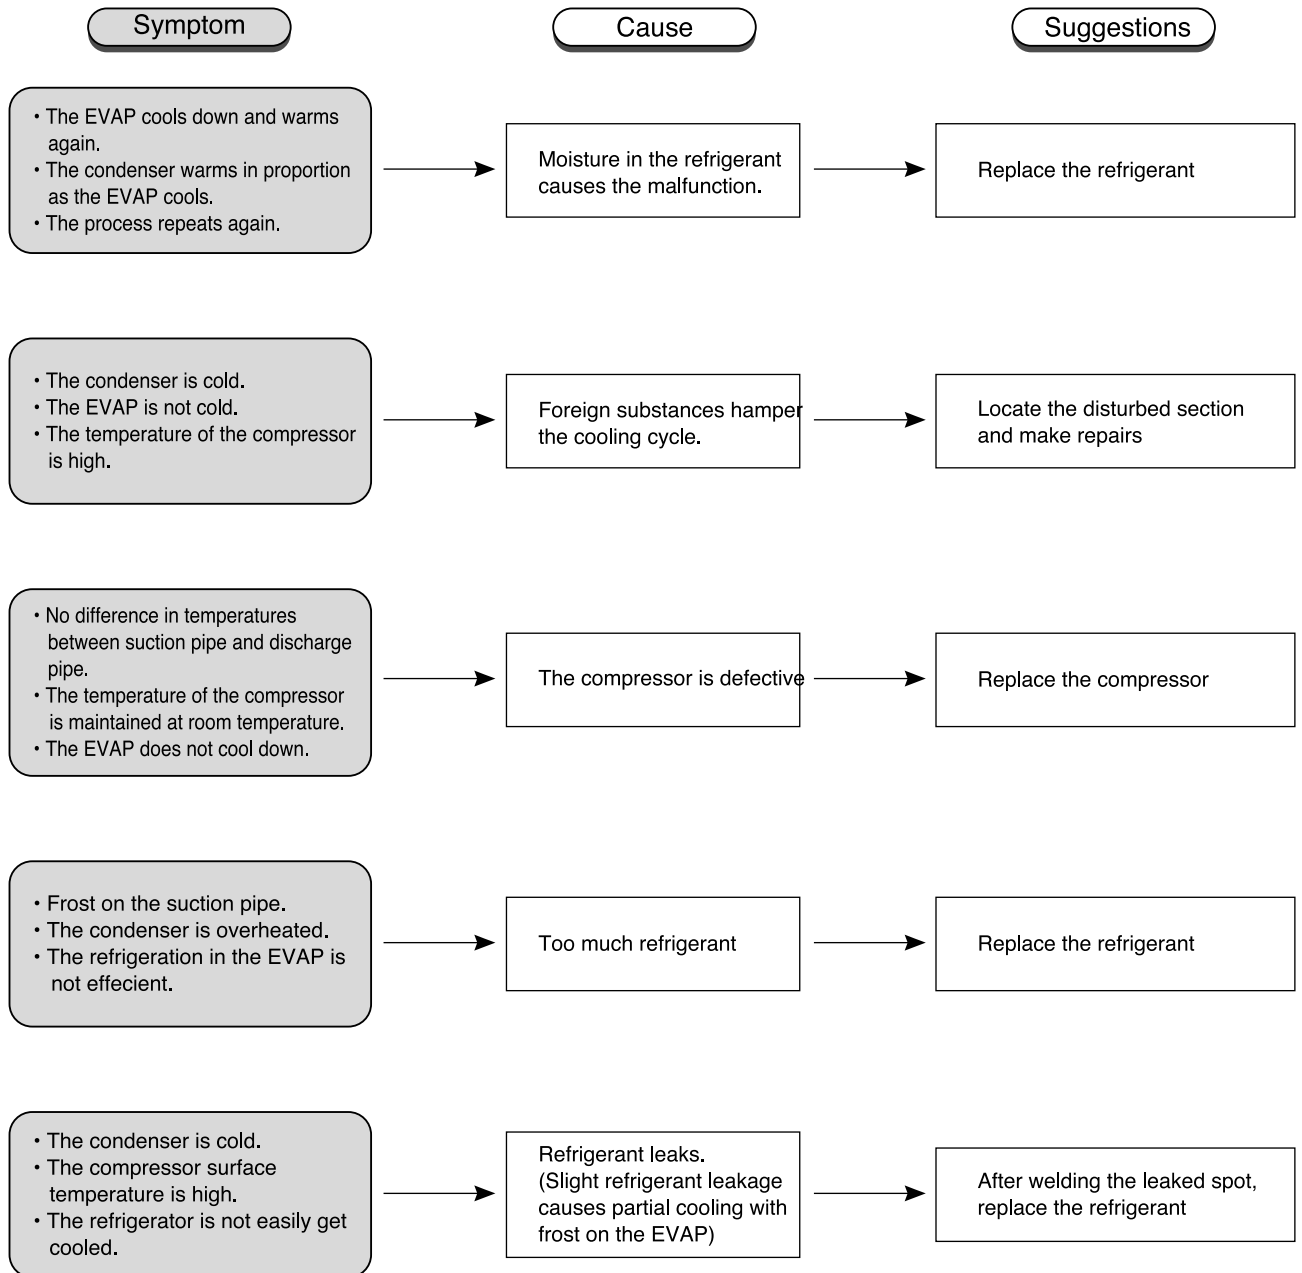 Symptom
Cause
Suggestions
• The EVAP cools down and warms
again.
• The condenser warms in proportion
as the EVAP cools.
• The process repeats again.
Moisture in the refrigerant
causes the malfunction.
Replace the refrigerant
• The condenser is cold.
• The EVAP is not cold.
• The temperature of the compressor
is high.
Foreign substances hamper
the cooling cycle.
Locate the disturbed section
and make repairs
• No difference in temperatures
between suction pipe and discharge
pipe.
• The temperature of the compressor
is maintained at room temperature.
• The EVAP does not cool down.
The compressor is defective
Replace the compressor
• Frost on the suction pipe.
• The condenser is overheated.
• The refrigeration in the EVAP is
not effecient.
Too much refrigerant
Replace the refrigerant
• The condenser is cold.
• The compressor surface
temperature is high.
• The refrigerator is not easily get
cooled.
Refrigerant leaks.
(Slight refrigerant leakage
causes partial cooling with
frost on the EVAP)
After welding the leaked spot,
replace the refrigerant